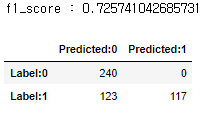 f1_score : 0.725741042685731
Predicted:0 Predicted:1
Label:0 240 0
Label:1 123 117